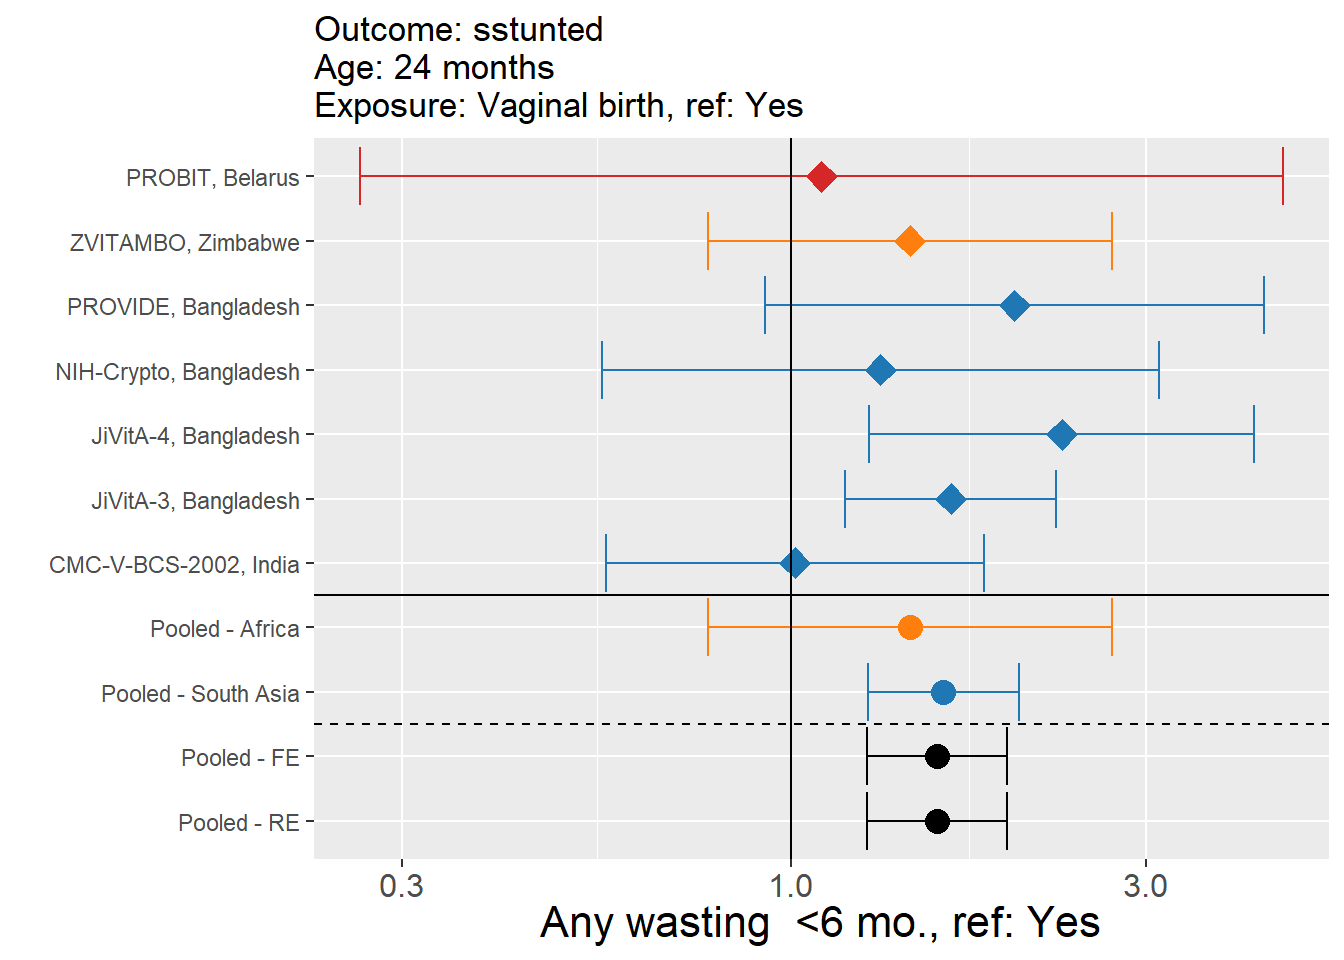 Outcome: sstunted
Age: 24 months
Exposure: Vaginal birth, ref: Yes
PROBIT, Belarus
ZVITAMBO, Zimbabwe
PROVIDE, Bangladesh
NIH-Crypto, Bangladesh
JiVitA-4, Bangladesh
JiVitA-3, Bangladesh
CMC-V-BCS-2002, India
Pooled - Africa
Pooled - South Asia
Pooled - FE
Pooled - RE
0.3 1.0 3.0
Any wasting  <6 mo., ref: Yes